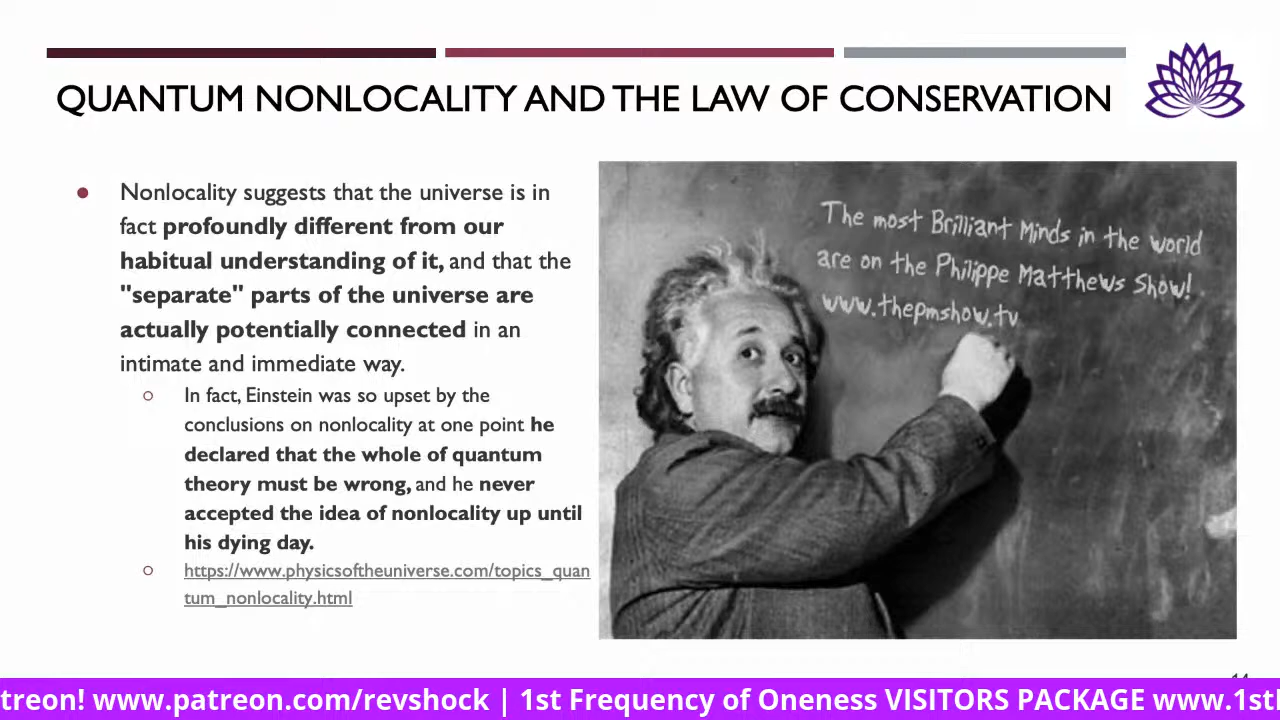 QUANTUM NONLOCALITY AND THE LAW OF CONSERVATION
Nonlocality suggests that the universe is in
fact profoundly different from our
habitual understanding of it, and that the
"separate" parts of the universe are
actually potentially connected in an
intimate and immediate way.
In fact, Einstein was so upset by the
conclusions on nonlocality at one point he
declared that the whole of quantum
theory must be wrong, and he never
accepted the idea of nonlocality up until
his dying day.
https://www.physicsoftheuniverse.com/topics_quan
tum_nonlocality.html
The most Brilliant Minds in the world
are on the Philippe Matthews Show!
www.thepmshow.tv
treon! www.patreon.com/revshock | 1st Frequency of Oneness VISITORS PACKAGE www.1st